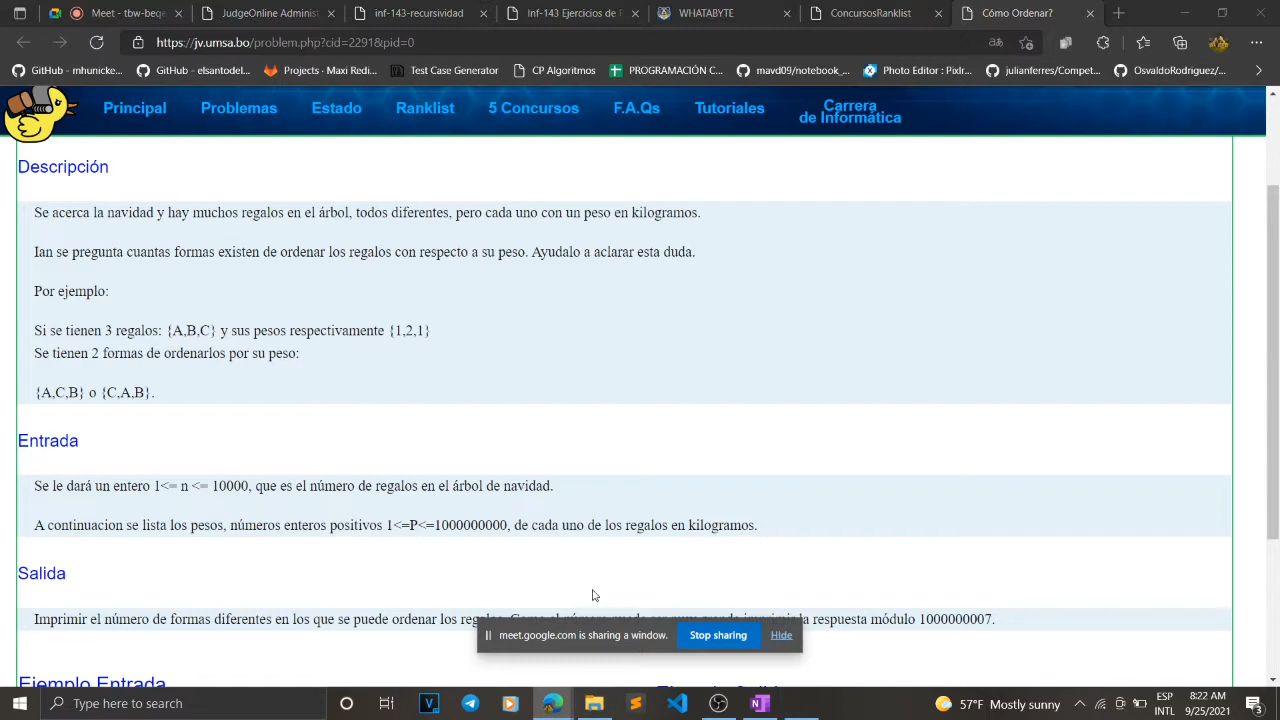 Meet - tbw-beqe
JudgeOnline Administ
inf-143-recursividad
Inf-143 Ejercicios de R
WHATABYTE
ConcursosRanklist
Cómo Ordenar?
https://jv.umsa.bo/problem.php?cid=2291&pid=0
GitHub - mhunicke...
GitHub - elsantodel...
Projects · Maxi Redi...
Test Case Generator
CP Algoritmos
PROGRAMACIÓN C...
mavd09/notebook_...
Photo Editor : Pixlr...
julianferres/Compet...
OsvaldoRodriguez/...
Principal
Problemas
Estado
Ranklist
5 Concursos
F.A.Qs
Tutoriales
Carrera
de Informática
Descripción
Se acerca la navidad y hay muchos regalos en el árbol, todos diferentes, pero cada uno con un peso en kilogramos.
Ian se pregunta cuantas formas existen de ordenar los regalos con respecto a su peso. Ayudalo a aclarar esta duda.
Por ejemplo:
Si se tienen 3 regalos: {A,B,C} y sus pesos respectivamente {1,2,1}
Se tienen 2 formas de ordenarlos por su peso:
{A,C,B} o {C,A,B}.
Entrada
Se le dará un entero 1<= n <= 10000, que es el número de regalos en el árbol de navidad.
A continuacion se lista los pesos, números enteros positivos 1<=P<=1000000000, de cada uno de los regalos en kilogramos.
Salida
Imprimir el número de formas diferentes en los que se puede ordenar los la respuesta módulo 1000000007.
meet.google.com is sharing a window.
Stop sharing
Hide
Ejemplo Entrada
Type here to search
57°F Mostly sunny
ESP
INTL
8:22 AM
9/25/2021
3